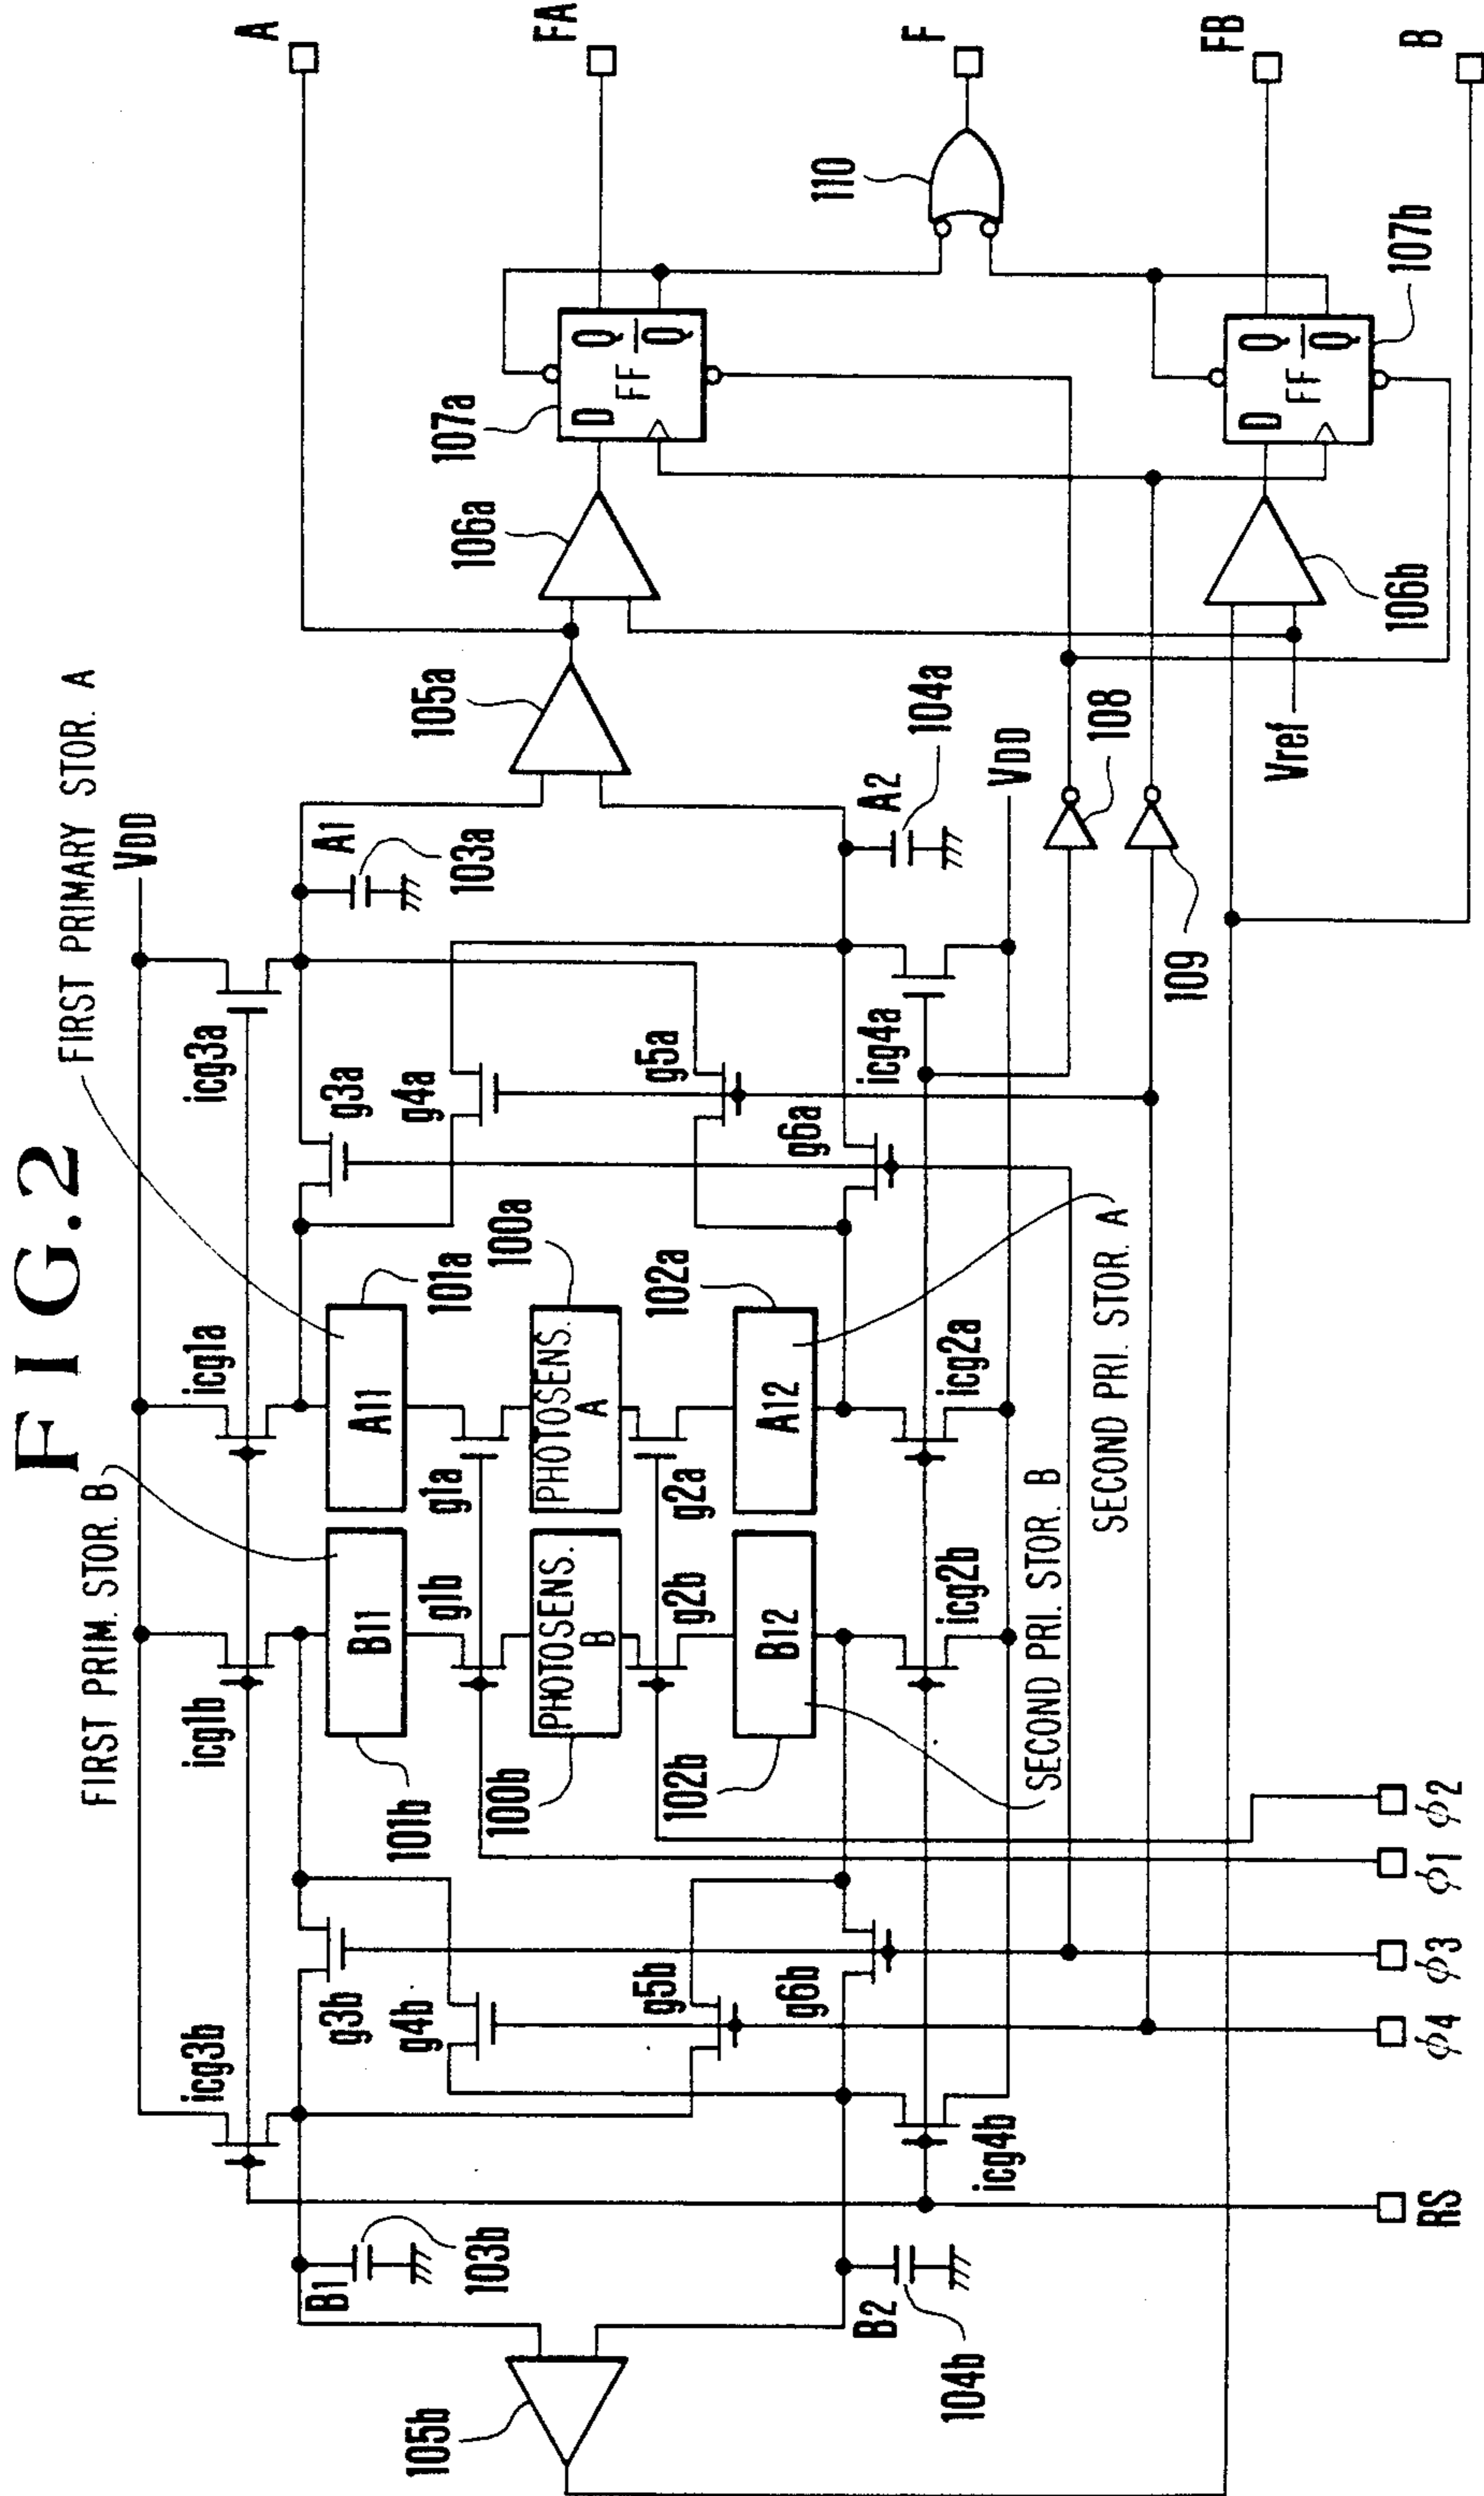 FIG.2
FIRST PRIM. STOR. B
FIRST PRIMARY STOR. A
VDD
icg3b
icg1b
icg1a
icg3a
A
B1
103b
g3b
101b
B11
A11
101a
g3a
A1
103a
g4b
g1b
g1a
g4a
105b
105a
106a
107a
D
FF
Q
Q
FA
100b
PHOTOSENS.
B
PHOTOSENS.
A
100a
g5b
g2b
g2a
g5a
102b
B12
A12
102a
g6b
g6a
B2
104b
A2
104a
icg4b
icg2b
icg2a
icg4a
VDD
110
F
SECOND PRI. STOR. B
SECOND PRI. STOR. A
108
109
Vref
106b
D
FF
Q
Q
107b
FB
B
RS
ϕ4
ϕ3
ϕ1
ϕ2